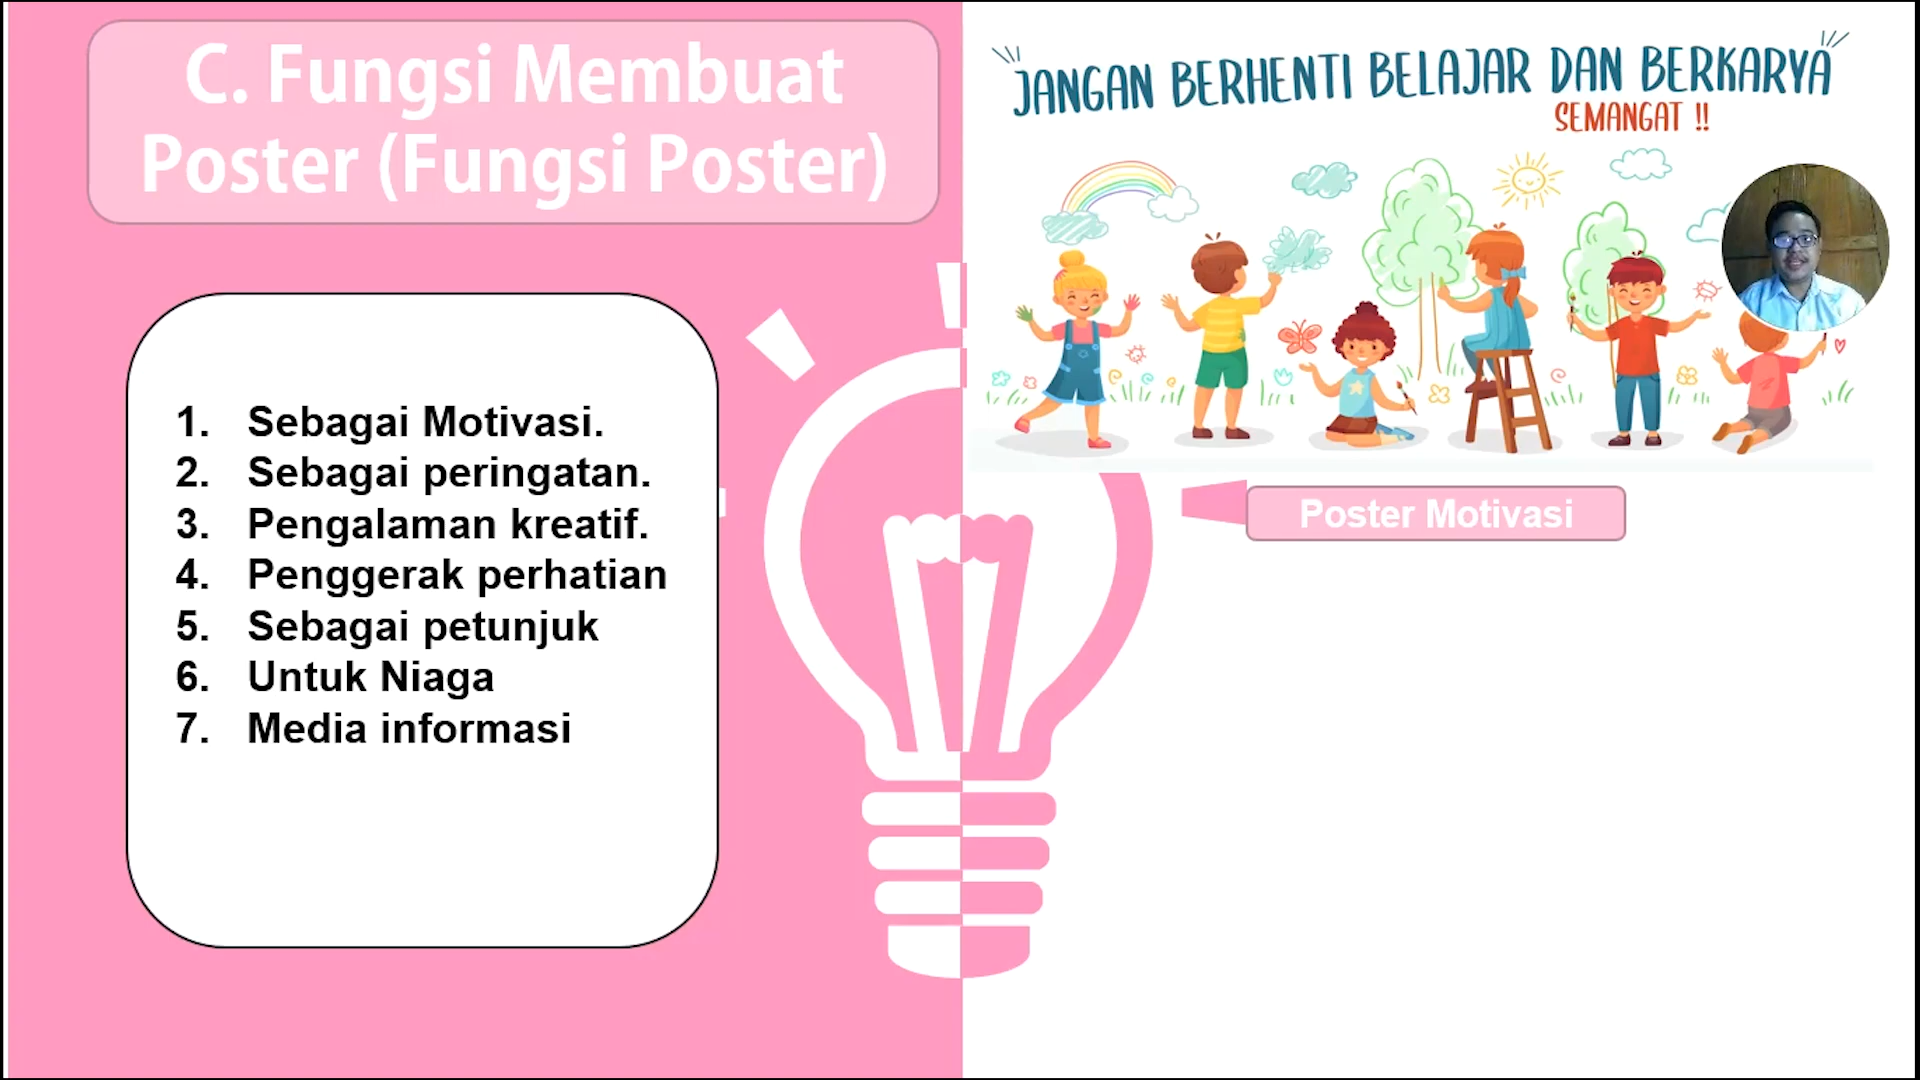 C. Fungsi Membuat
Poster (Fungsi Poster)
1. Sebagai Motivasi.
2. Sebagai peringatan.
3. Pengalaman kreatif.
4. Penggerak perhatian
5. Sebagai petunjuk
6. Untuk Niaga
7. Media informasi
JANGAN BERHENTI BELAJAR DAN BERKARYA
SEMANGAT !!
Poster Motivasi